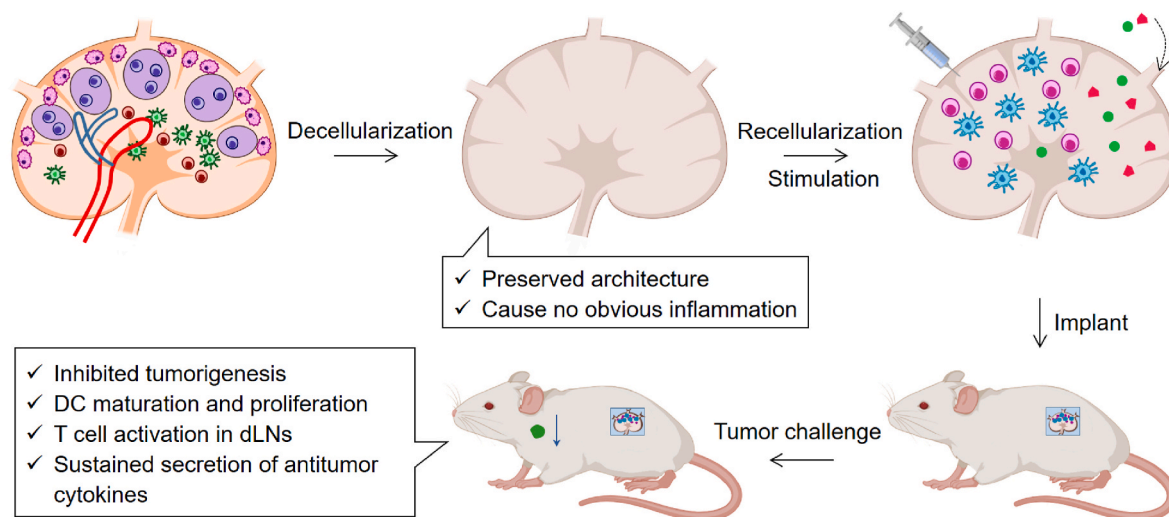 Decellularization
Recellularization
Stimulation
✓ Preserved architecture
✓ Cause no obvious inflammation
Implant
✓ Inhibited tumorigenesis
✓ DC maturation and proliferation
✓ T cell activation in dLNs
✓ Sustained secretion of antitumor
cytokines
Tumor challenge